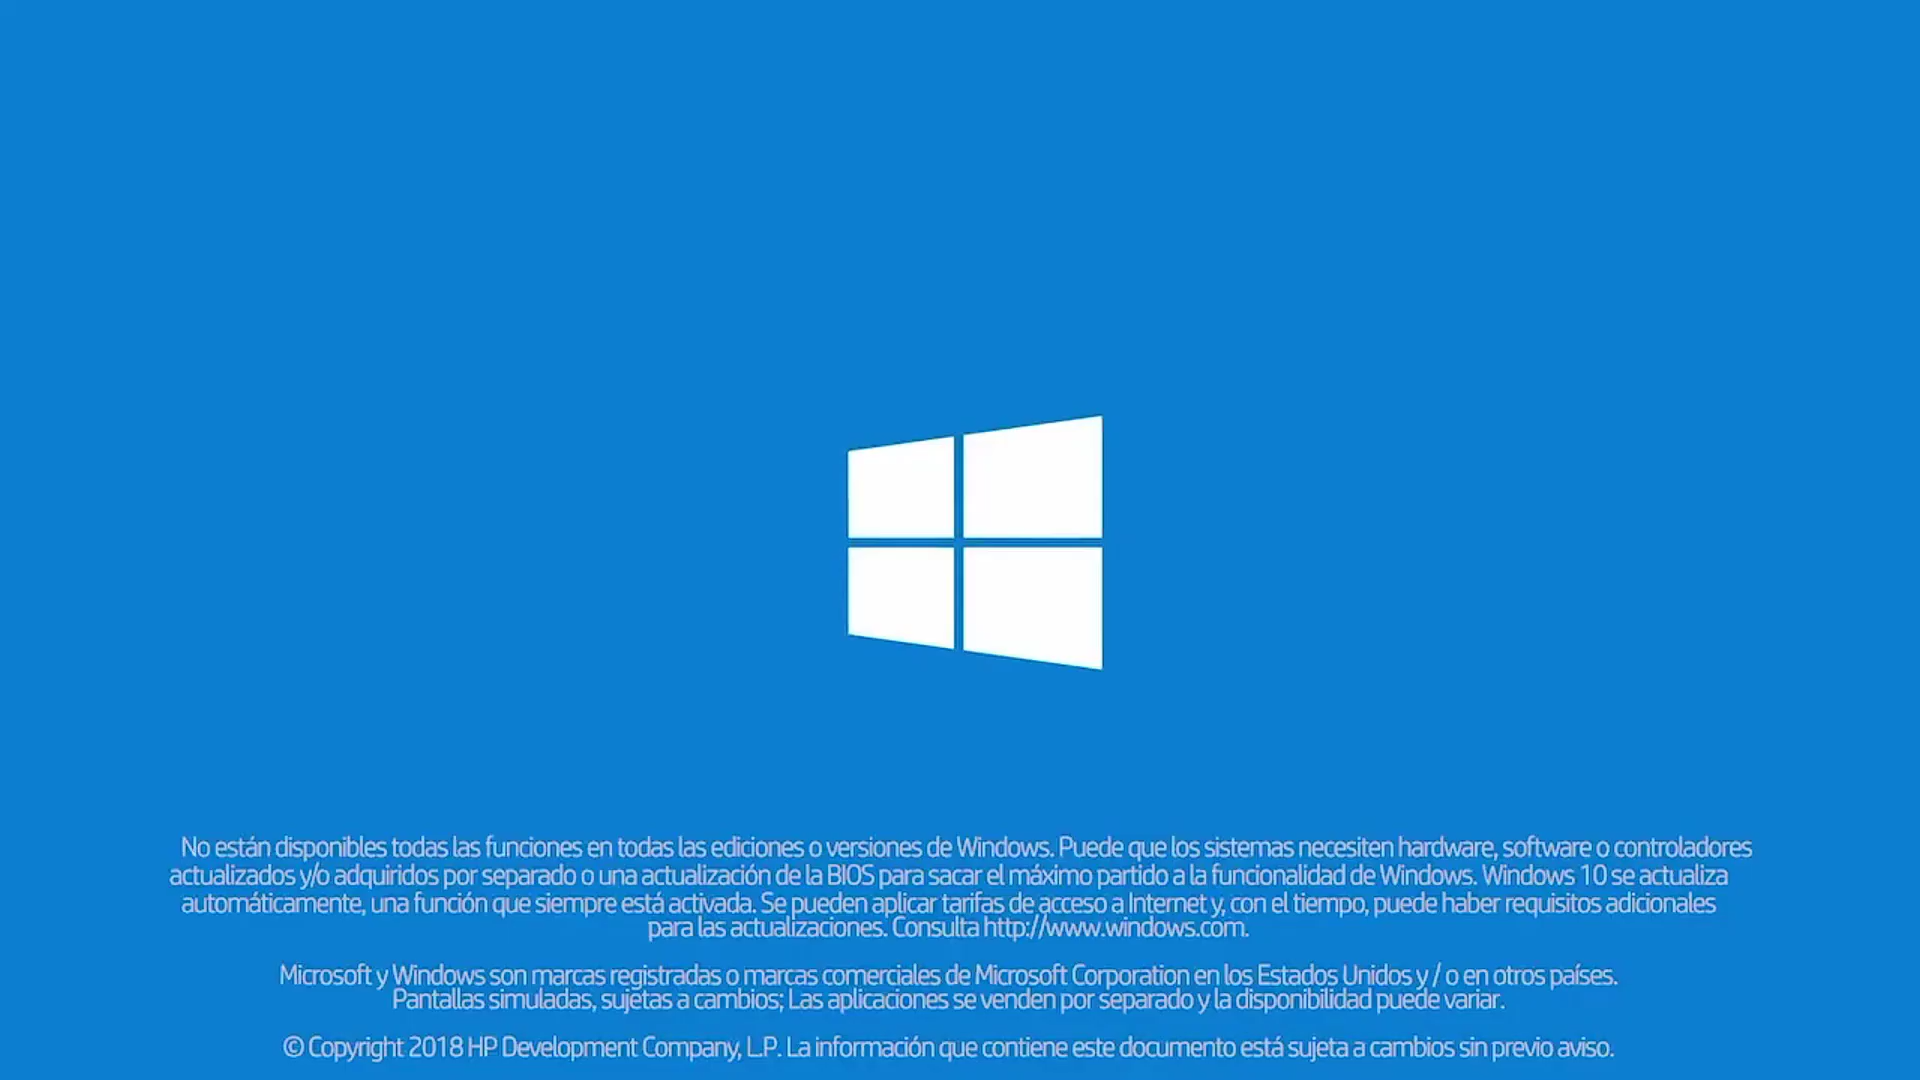 No están disponibles todas las funciones en todas las ediciones o versiones de Windows. Puede que los sistemas necesiten hardware, software o controladores
actualizados y/o adquiridos por separado o una actualización de la BIOS para sacar el máximo partido a la funcionalidad de Windows. Windows 10 se actualiza
automáticamente, una función que siempre está activada. Se pueden aplicar tarifas de acceso a Internet y, con el tiempo, puede haber requisitos adicionales
para las actualizaciones. Consulta http://www.windows.com.
Microsoft y Windows son marcas registradas o marcas comerciales de Microsoft Corporation en los Estados Unidos y / o en otros países.
Pantallas simuladas, sujetas a cambios; Las aplicaciones se venden por separado y la disponibilidad puede variar.
© Copyright 2018 HP Development Company, L.P. La información que contiene este documento está sujeta a cambios sin previo aviso.